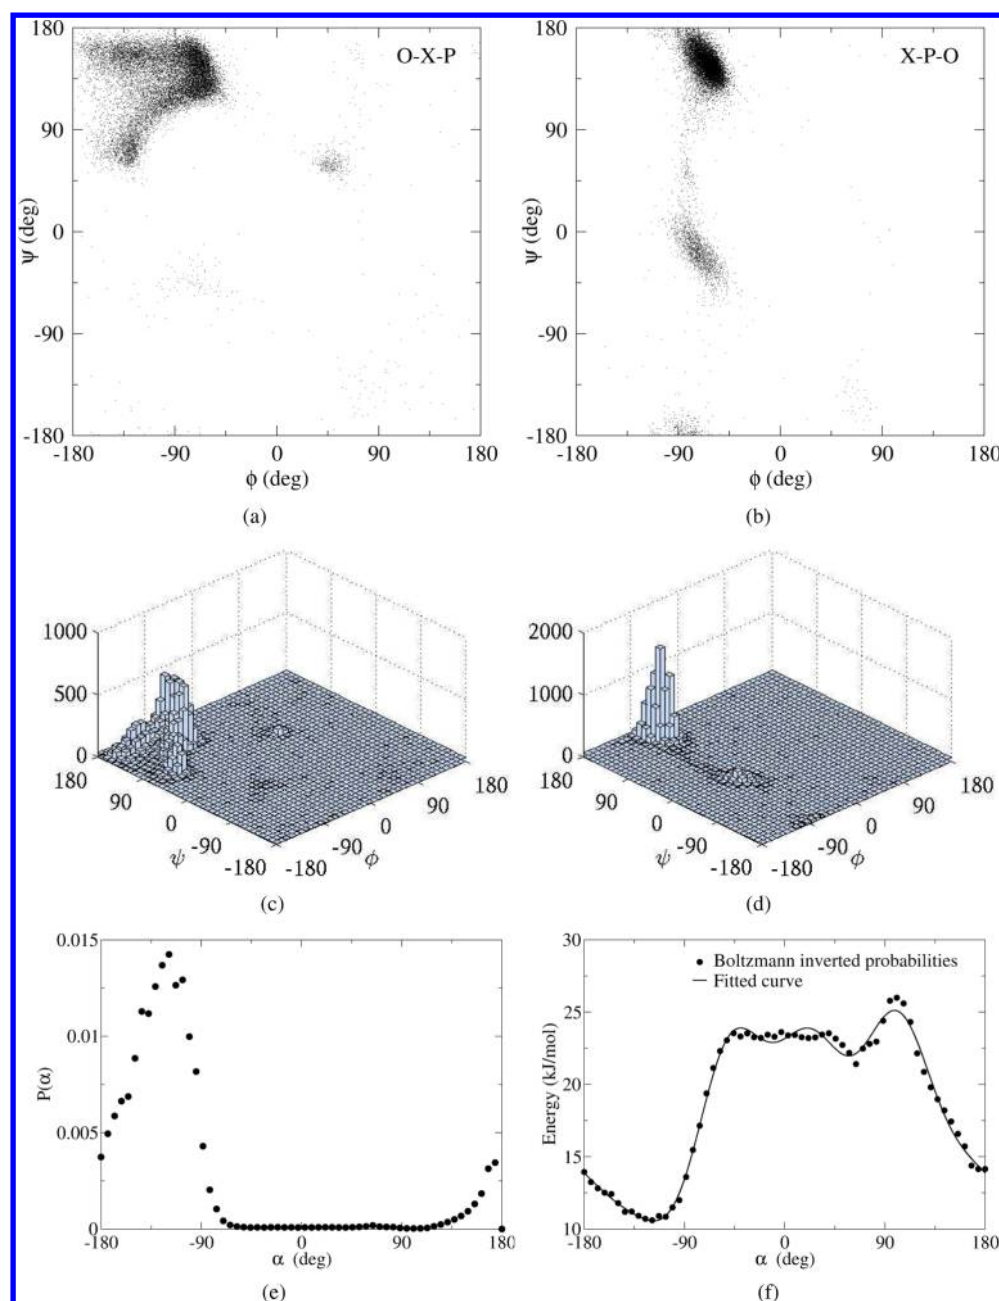 180
90
0
-90
-180
ψ (deg)
O-X-P
-180 -90 0 90 180
ϕ (deg)
(a)
180
90
0
-90
-180
ψ (deg)
X-P-O
-180 -90 0 90 180
ϕ (deg)
(b)
1000
500
0
180
90
0
-90
-180
ψ
-180
-90
0
90
180
ϕ
(c)
2000
1000
0
180
90
0
-90
-180
ψ
-180
-90
0
90
180
ϕ
(d)
0.015
0.01
0.005
0
P(α)
-180 -90 0 90 180
α (deg)
(e)
30
25
20
15
10
Energy (kJ/mol)
Boltzmann inverted probabilities
Fitted curve
-180 -90 0 90 180
α (deg)
(f)